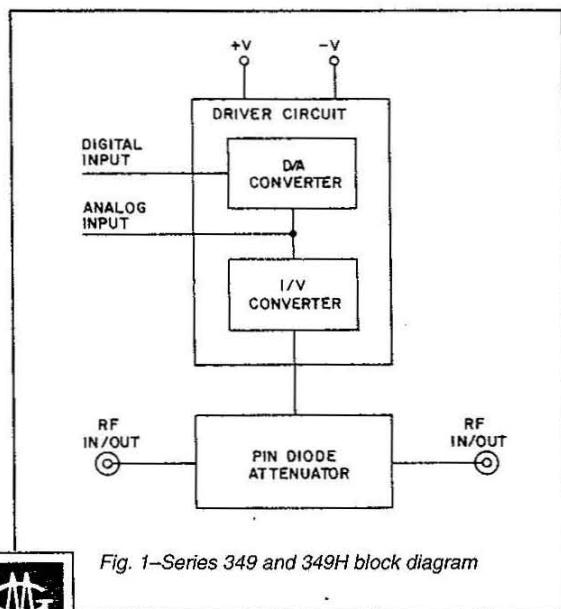 +V
-V
DRIVER CIRCUIT
DIGITAL
INPUT
D/A
CONVERTER
ANALOG
INPUT
I/V
CONVERTER
RF
IN/OUT
PIN DIODE
ATTENUATOR
RF
IN/OUT
Fig. 1–Series 349 and 349H block diagram